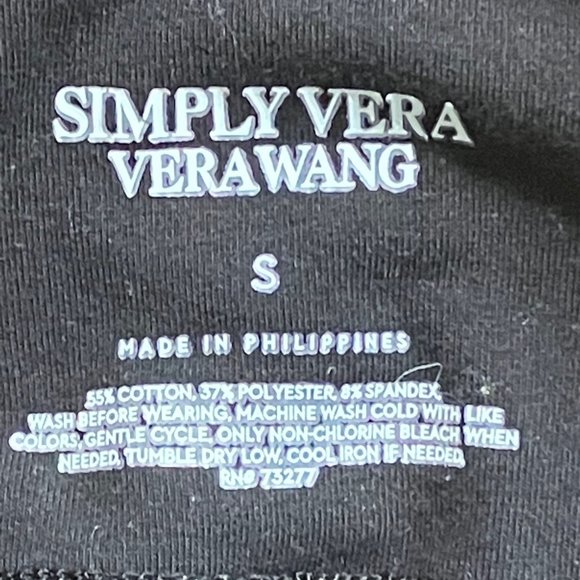 SIMPLY VERA
VERAWANG
S
MADE IN PHILIPPINES
55% COTTON, 37% POLYESTER, 8% SPANDEX
WASH BEFORE WEARING, MACHINE WASH COLD WITH LIKE
COLORS, GENTLE CYCLE, ONLY NON-CHLORINE BLEACH WHEN
NEEDED, TUMBLE DRY LOW, COOL IRON IF NEEDED
RN# 73277